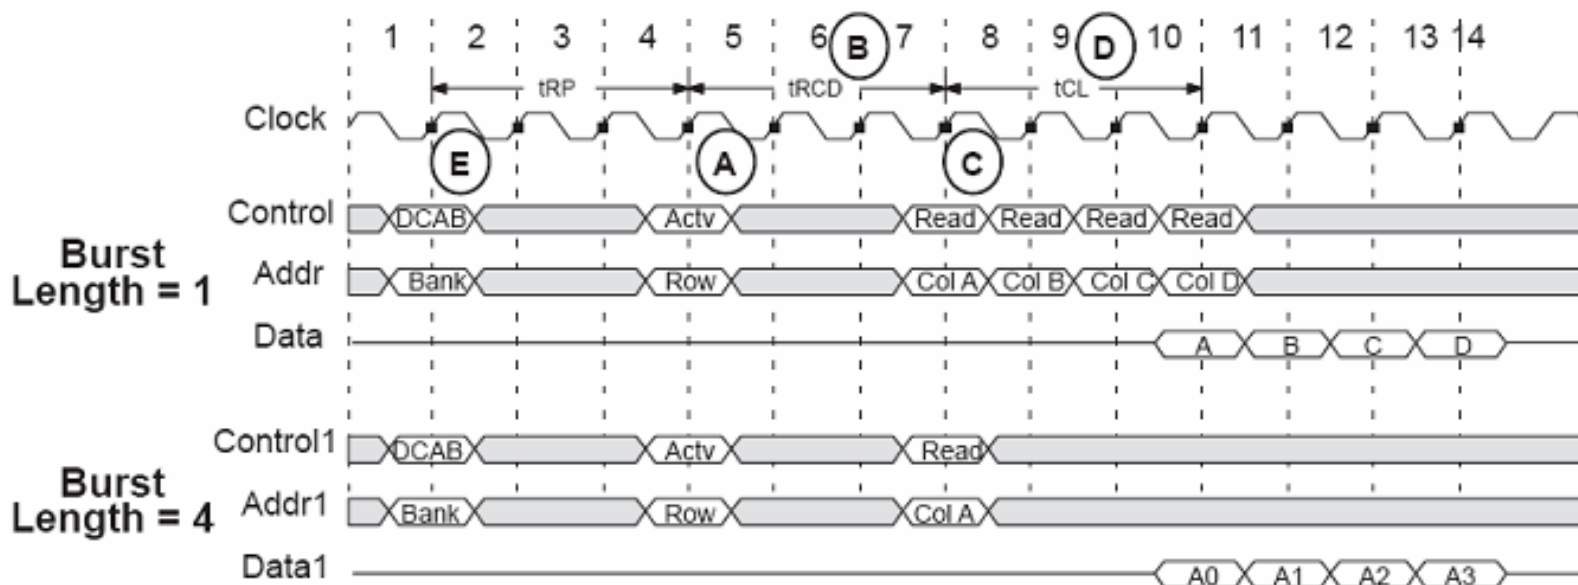 1 2 3 4 5 6 B 7 8 9 D 10 11 12 13 14
tRP tRCD tCL
Clock
E A C
Control DCAB Actv Read Read Read Read
Burst
Length = 1
Addr Bank Row Col A Col B Col C Col D
Data A B C D
Control1 DCAB Actv Read
Burst
Length = 4
Addr1 Bank Row Col A
Data1 A0 A1 A2 A3